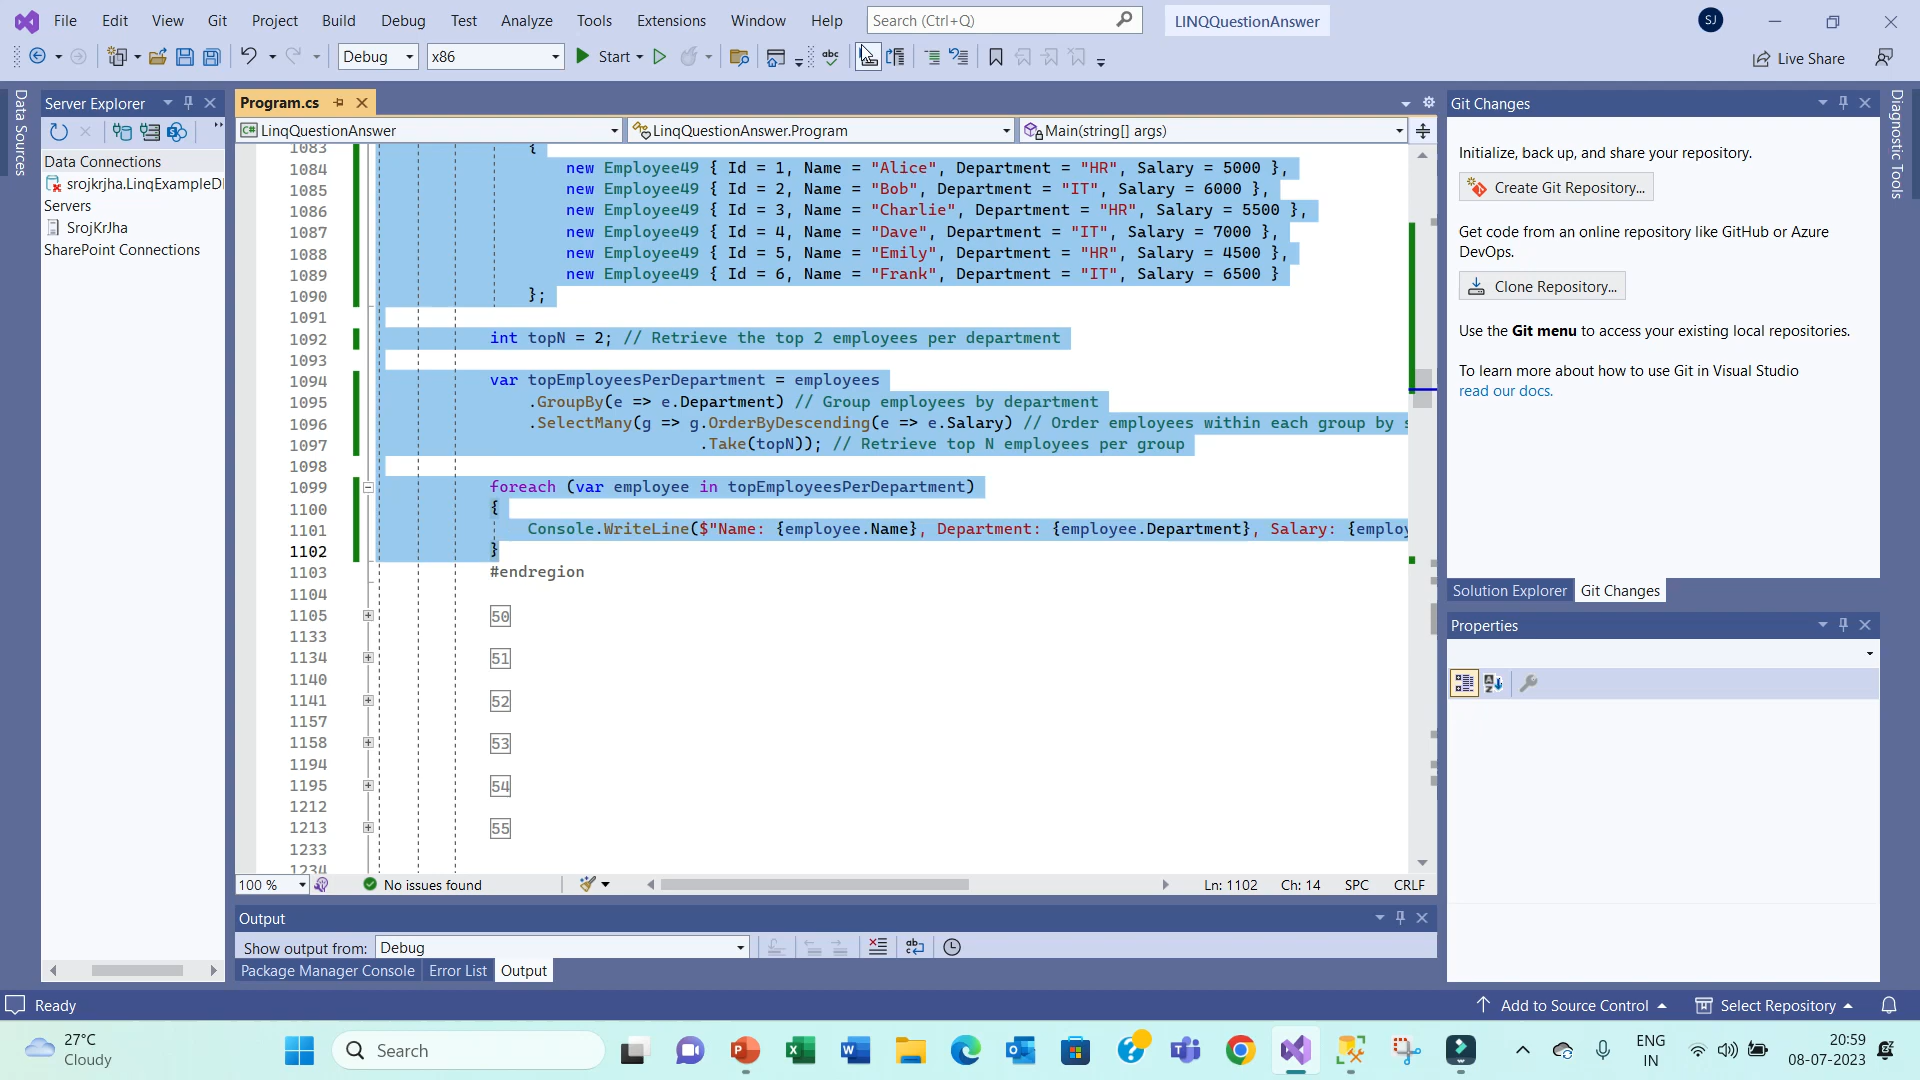 File Edit View Git Project Build Debug Test Analyze Tools Extensions Window Help Search (Ctrl+Q) LINQQuestionAnswer SJ
Debug x86 Start Live Share
Data Sources
Server Explorer
Data Connections
srojkrjha.LinqExampleD
Servers
SrojKrJha
SharePoint Connections
Program.cs
C# LinqQuestionAnswer LinqQuestionAnswer.Program Main(string[] args)
1083 {
1084 new Employee49 { Id = 1, Name = "Alice", Department = "HR", Salary = 5000 },
1085 new Employee49 { Id = 2, Name = "Bob", Department = "IT", Salary = 6000 },
1086 new Employee49 { Id = 3, Name = "Charlie", Department = "HR", Salary = 5500 },
1087 new Employee49 { Id = 4, Name = "Dave", Department = "IT", Salary = 7000 },
1088 new Employee49 { Id = 5, Name = "Emily", Department = "HR", Salary = 4500 },
1089 new Employee49 { Id = 6, Name = "Frank", Department = "IT", Salary = 6500 }
1090 };
1091
1092 int topN = 2; // Retrieve the top 2 employees per department
1093
1094 var topEmployeesPerDepartment = employees
1095 .GroupBy(e => e.Department) // Group employees by department
1096 .SelectMany(g => g.OrderByDescending(e => e.Salary) // Order employees within each group by s
1097 .Take(topN)); // Retrieve top N employees per group
1098
1099 foreach (var employee in topEmployeesPerDepartment)
1100 {
1101 Console.WriteLine($"Name: {employee.Name}, Department: {employee.Department}, Salary: {employ
1102 }
1103 #endregion
1104
1105 50
1133
1134 51
1140
1141 52
1157
1158 53
1194
1195 54
1212
1213 55
1233
1234
100 % No issues found Ln: 1102 Ch: 14 SPC CRLF
Output
Show output from: Debug
Package Manager Console Error List Output
Git Changes
Initialize, back up, and share your repository.
Create Git Repository...
Get code from an online repository like GitHub or Azure
DevOps.
Clone Repository...
Use the Git menu to access your existing local repositories.
To learn more about how to use Git in Visual Studio
read our docs.
Solution Explorer Git Changes
Properties
Diagnostic Tools
Ready Add to Source Control Select Repository
27°C
Cloudy
Search
ENG
IN
20:59
08-07-2023